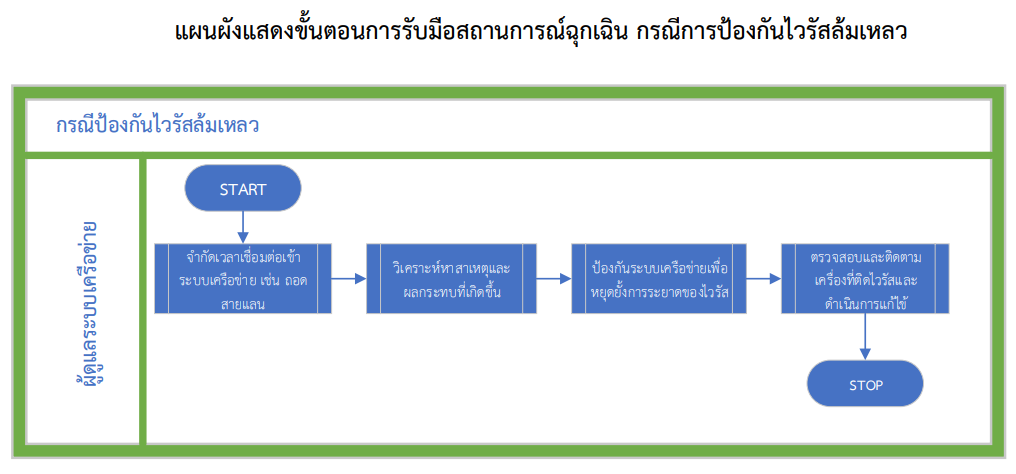 แผนผังแสดงขั้นตอนการรับมือสถานการณ์ฉุกเฉิน กรณีการป้องกันไวรัสล้มเหลว
กรณีป้องกันไวรัสล้มเหลว
ผู้ดูแลระบบเครือข่าย
START
จำกัดเวลาเชื่อมต่อเข้า
ระบบเครือข่าย เช่น ถอด
สายแลน
วิเคราะห์หาสาเหตุและ
ผลกระทบที่เกิดขึ้น
ป้องกันระบบเครือข่ายเพื่อ
หยุดยั้งการระยาดของไวรัส
ตรวจสอบและติดตาม
เครื่องที่ติดไวรัสและ
ดำเนินการแก้ไข้
STOP